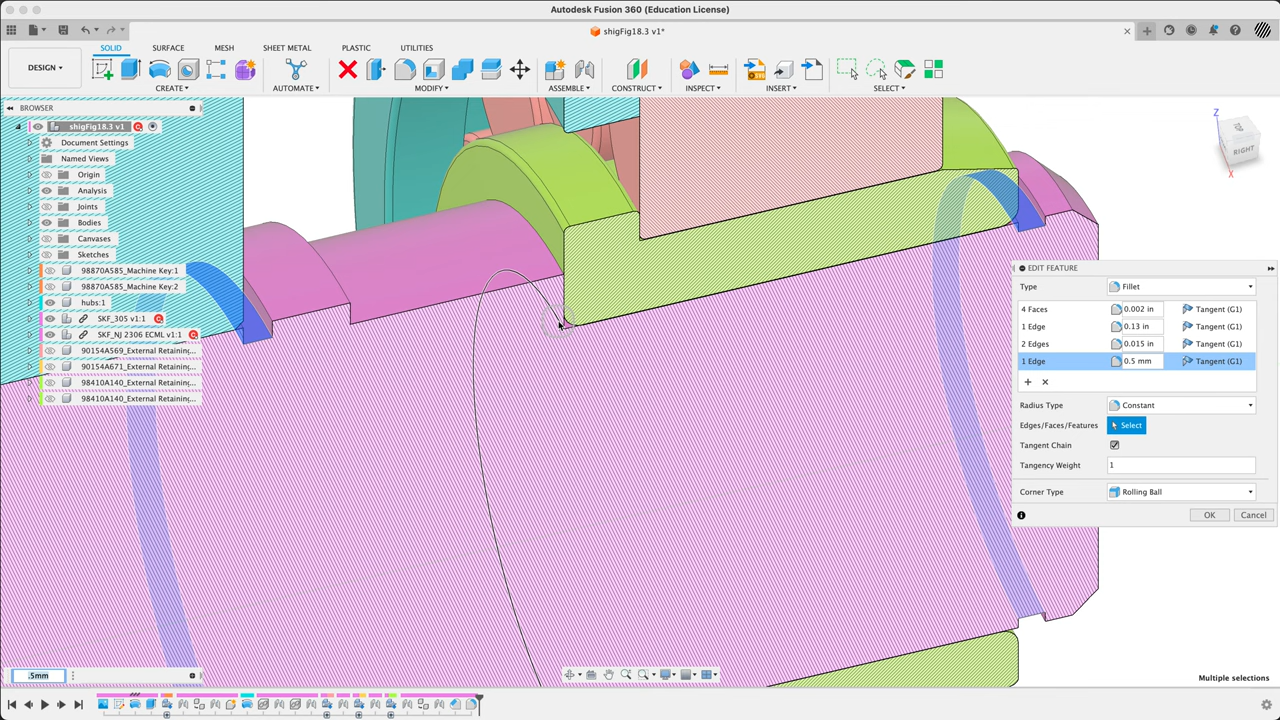 Autodesk Fusion 360 (Education License)
shigFig18.3 v1*
DESIGN
SOLID
SURFACE
MESH
SHEET METAL
PLASTIC
UTILITIES
CREATE
AUTOMATE
MODIFY
ASSEMBLE
CONSTRUCT
INSPECT
INSERT
SELECT
BROWSER
shigFig18.3 v1
Document Settings
Named Views
Origin
Analysis
Joints
Bodies
Canvases
Sketches
98870A585_Machine Key:1
98870A585_Machine Key:2
hubs:1
SKF_305 v1:1
SKF_NJ 2306 ECML v1:1
90154A569_External Retaining...
90154A671_External Retaining...
98410A140_External Retaining...
98410A140_External Retaining...
Z
RIGHT
X
EDIT FEATURE
Type
Fillet
4 Faces 0.002 in Tangent (G1)
1 Edge 0.13 in Tangent (G1)
2 Edges 0.015 in Tangent (G1)
1 Edge 0.5 mm Tangent (G1)
Radius Type Constant
Edges/Faces/Features Select
Tangent Chain
Tangency Weight 1
Corner Type Rolling Ball
OK Cancel
.5mm
Multiple selections